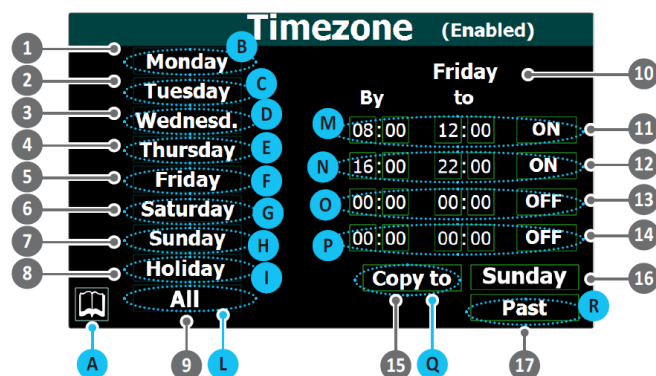 Timezone (Enabled)
1 Monday B
2 Tuesday C
3 Wednesd. D
4 Thursday E
5 Friday F
6 Saturday G
7 Sunday H
8 Holiday I
All
A 9 L
Friday 10
By to
M 08:00 12:00 ON 11
N 16:00 22:00 ON 12
O 00:00 00:00 OFF 13
P 00:00 00:00 OFF 14
Copy to Sunday 16
Past R
15 Q 17